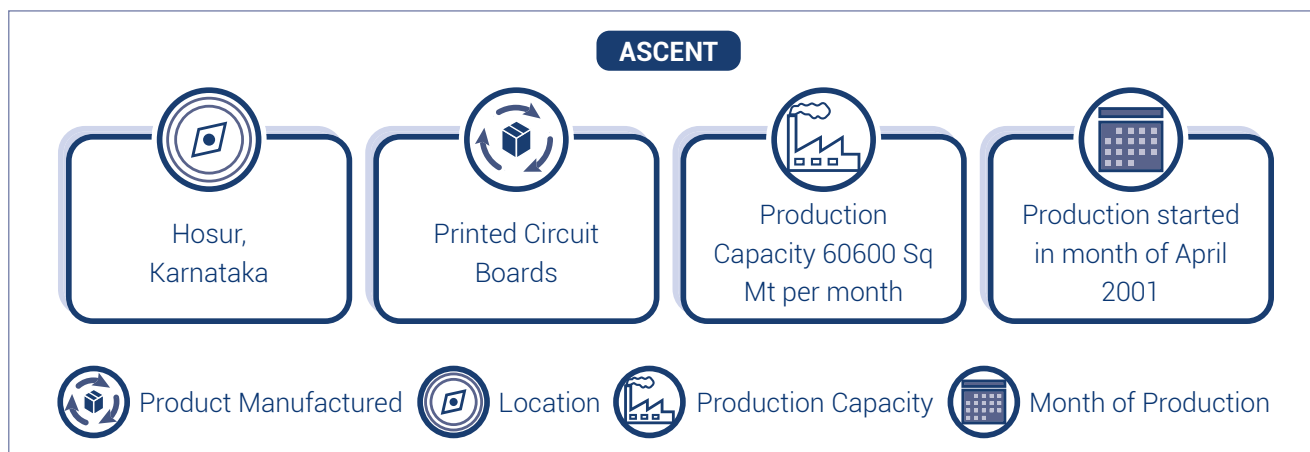 ASCENT
Hosur,
Karnataka
Printed Circuit
Boards
Production
Capacity 60600 Sq
Mt per month
Production started
in month of April
2001
Product Manufactured
Location
Production Capacity
Month of Production